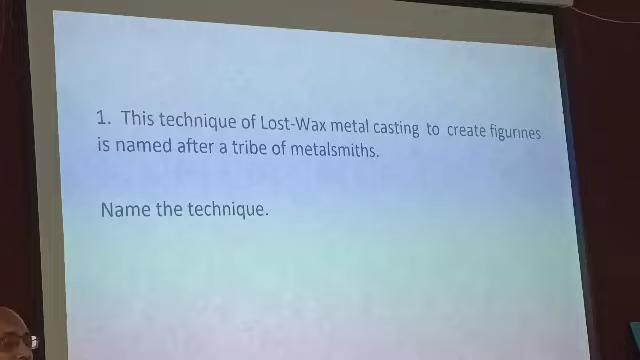 1. This technique of Lost-Wax metal casting to create figurines
is named after a tribe of metalsmiths.
Name the technique.